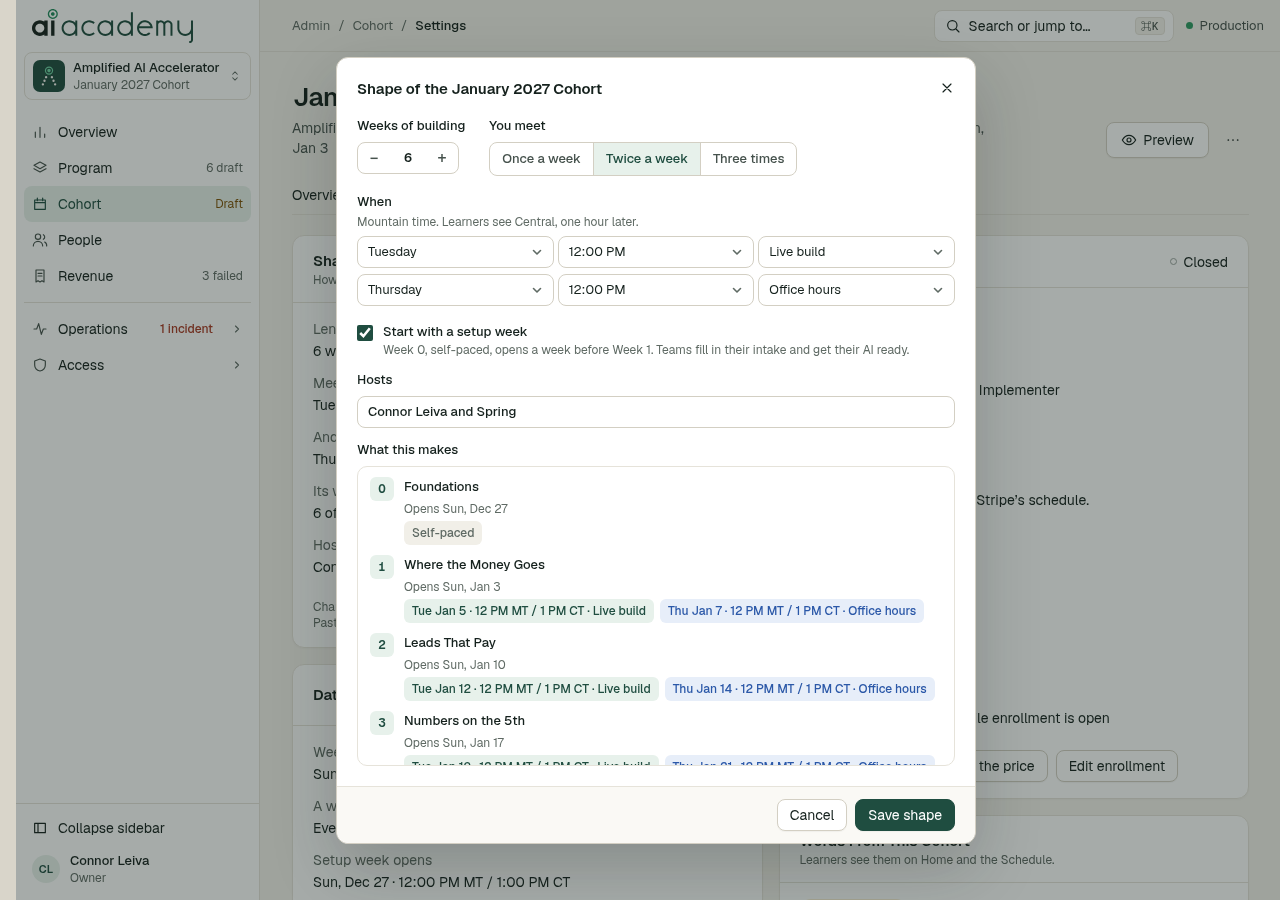 ai academy
Admin / Cohort / Settings
Search or jump to...
⌘K
Production
Amplified AI Accelerator
January 2027 Cohort
Overview
Program
6 draft
Cohort
Draft
People
Revenue
3 failed
Operations
1 incident
Access
Collapse sidebar
CL
Connor Leiva
Owner
Jan
Jan 3
Preview
Closed
6 w
Implementer
Stripe's schedule.
6 of
le enrollment is open
the price
Edit enrollment
Setup week opens
Sun, Dec 27 · 12:00 PM MT / 1:00 PM CT
Words From This Cohort
Learners see them on Home and the Schedule.
Shape of the January 2027 Cohort
Weeks of building
You meet
− 6 +
Once a week
Twice a week
Three times
When
Mountain time. Learners see Central, one hour later.
Tuesday
12:00 PM
Live build
Thursday
12:00 PM
Office hours
Start with a setup week
Week 0, self-paced, opens a week before Week 1. Teams fill in their intake and get their AI ready.
Hosts
Connor Leiva and Spring
What this makes
0
Foundations
Opens Sun, Dec 27
Self-paced
1
Where the Money Goes
Opens Sun, Jan 3
Tue Jan 5 · 12 PM MT / 1 PM CT · Live build
Thu Jan 7 · 12 PM MT / 1 PM CT · Office hours
2
Leads That Pay
Opens Sun, Jan 10
Tue Jan 12 · 12 PM MT / 1 PM CT · Live build
Thu Jan 14 · 12 PM MT / 1 PM CT · Office hours
3
Numbers on the 5th
Opens Sun, Jan 17
Cancel
Save shape